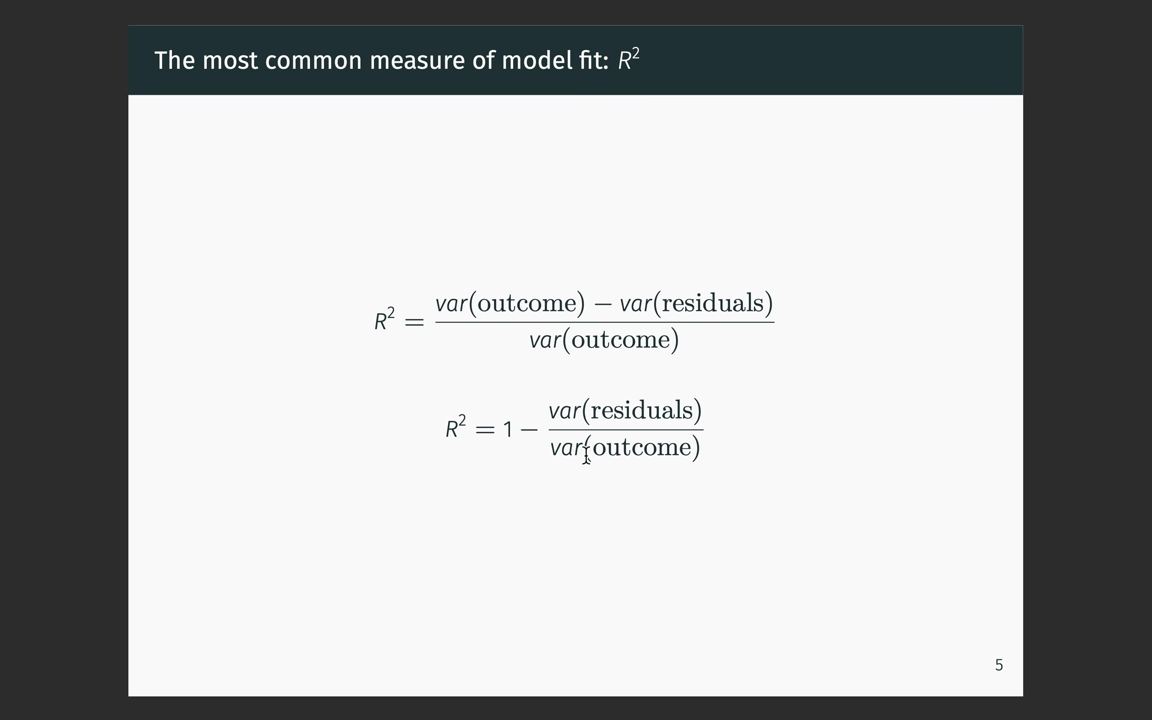 The most common measure of model fit: R²
R² = (var(outcome) − var(residuals)) / var(outcome)
R² = 1 − var(residuals) / var(outcome)
5